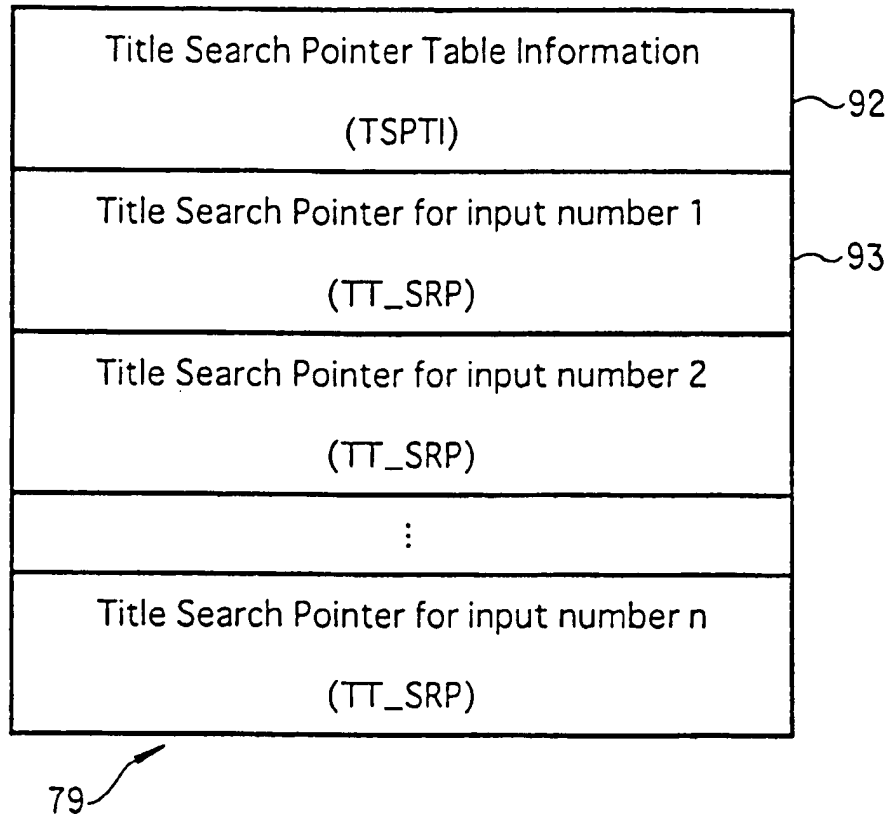 Title Search Pointer Table Information
(TSPTI)
92
Title Search Pointer for input number 1
(TT_SRP)
93
Title Search Pointer for input number 2
(TT_SRP)
⋮
Title Search Pointer for input number n
(TT_SRP)
79